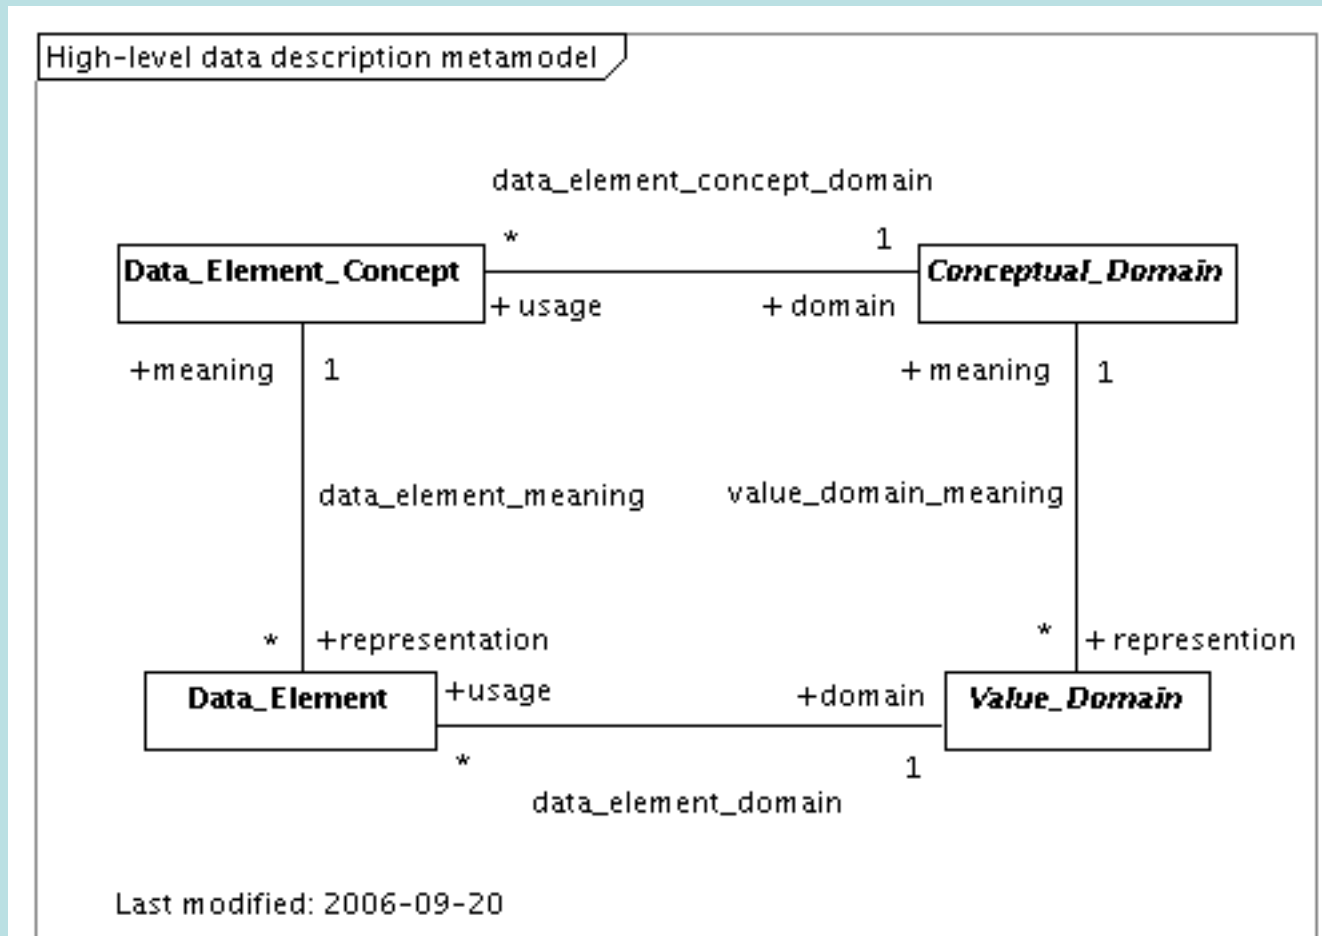 High-level data description metamodel
data_element_concept_domain
* 1
Data_Element_Concept Conceptual_Domain
+ usage + domain
+meaning 1 + meaning 1
data_element_meaning value_domain_meaning
* +representation * + represention
Data_Element +usage +domain Value_Domain
* 1
data_element_domain
Last modified: 2006-09-20